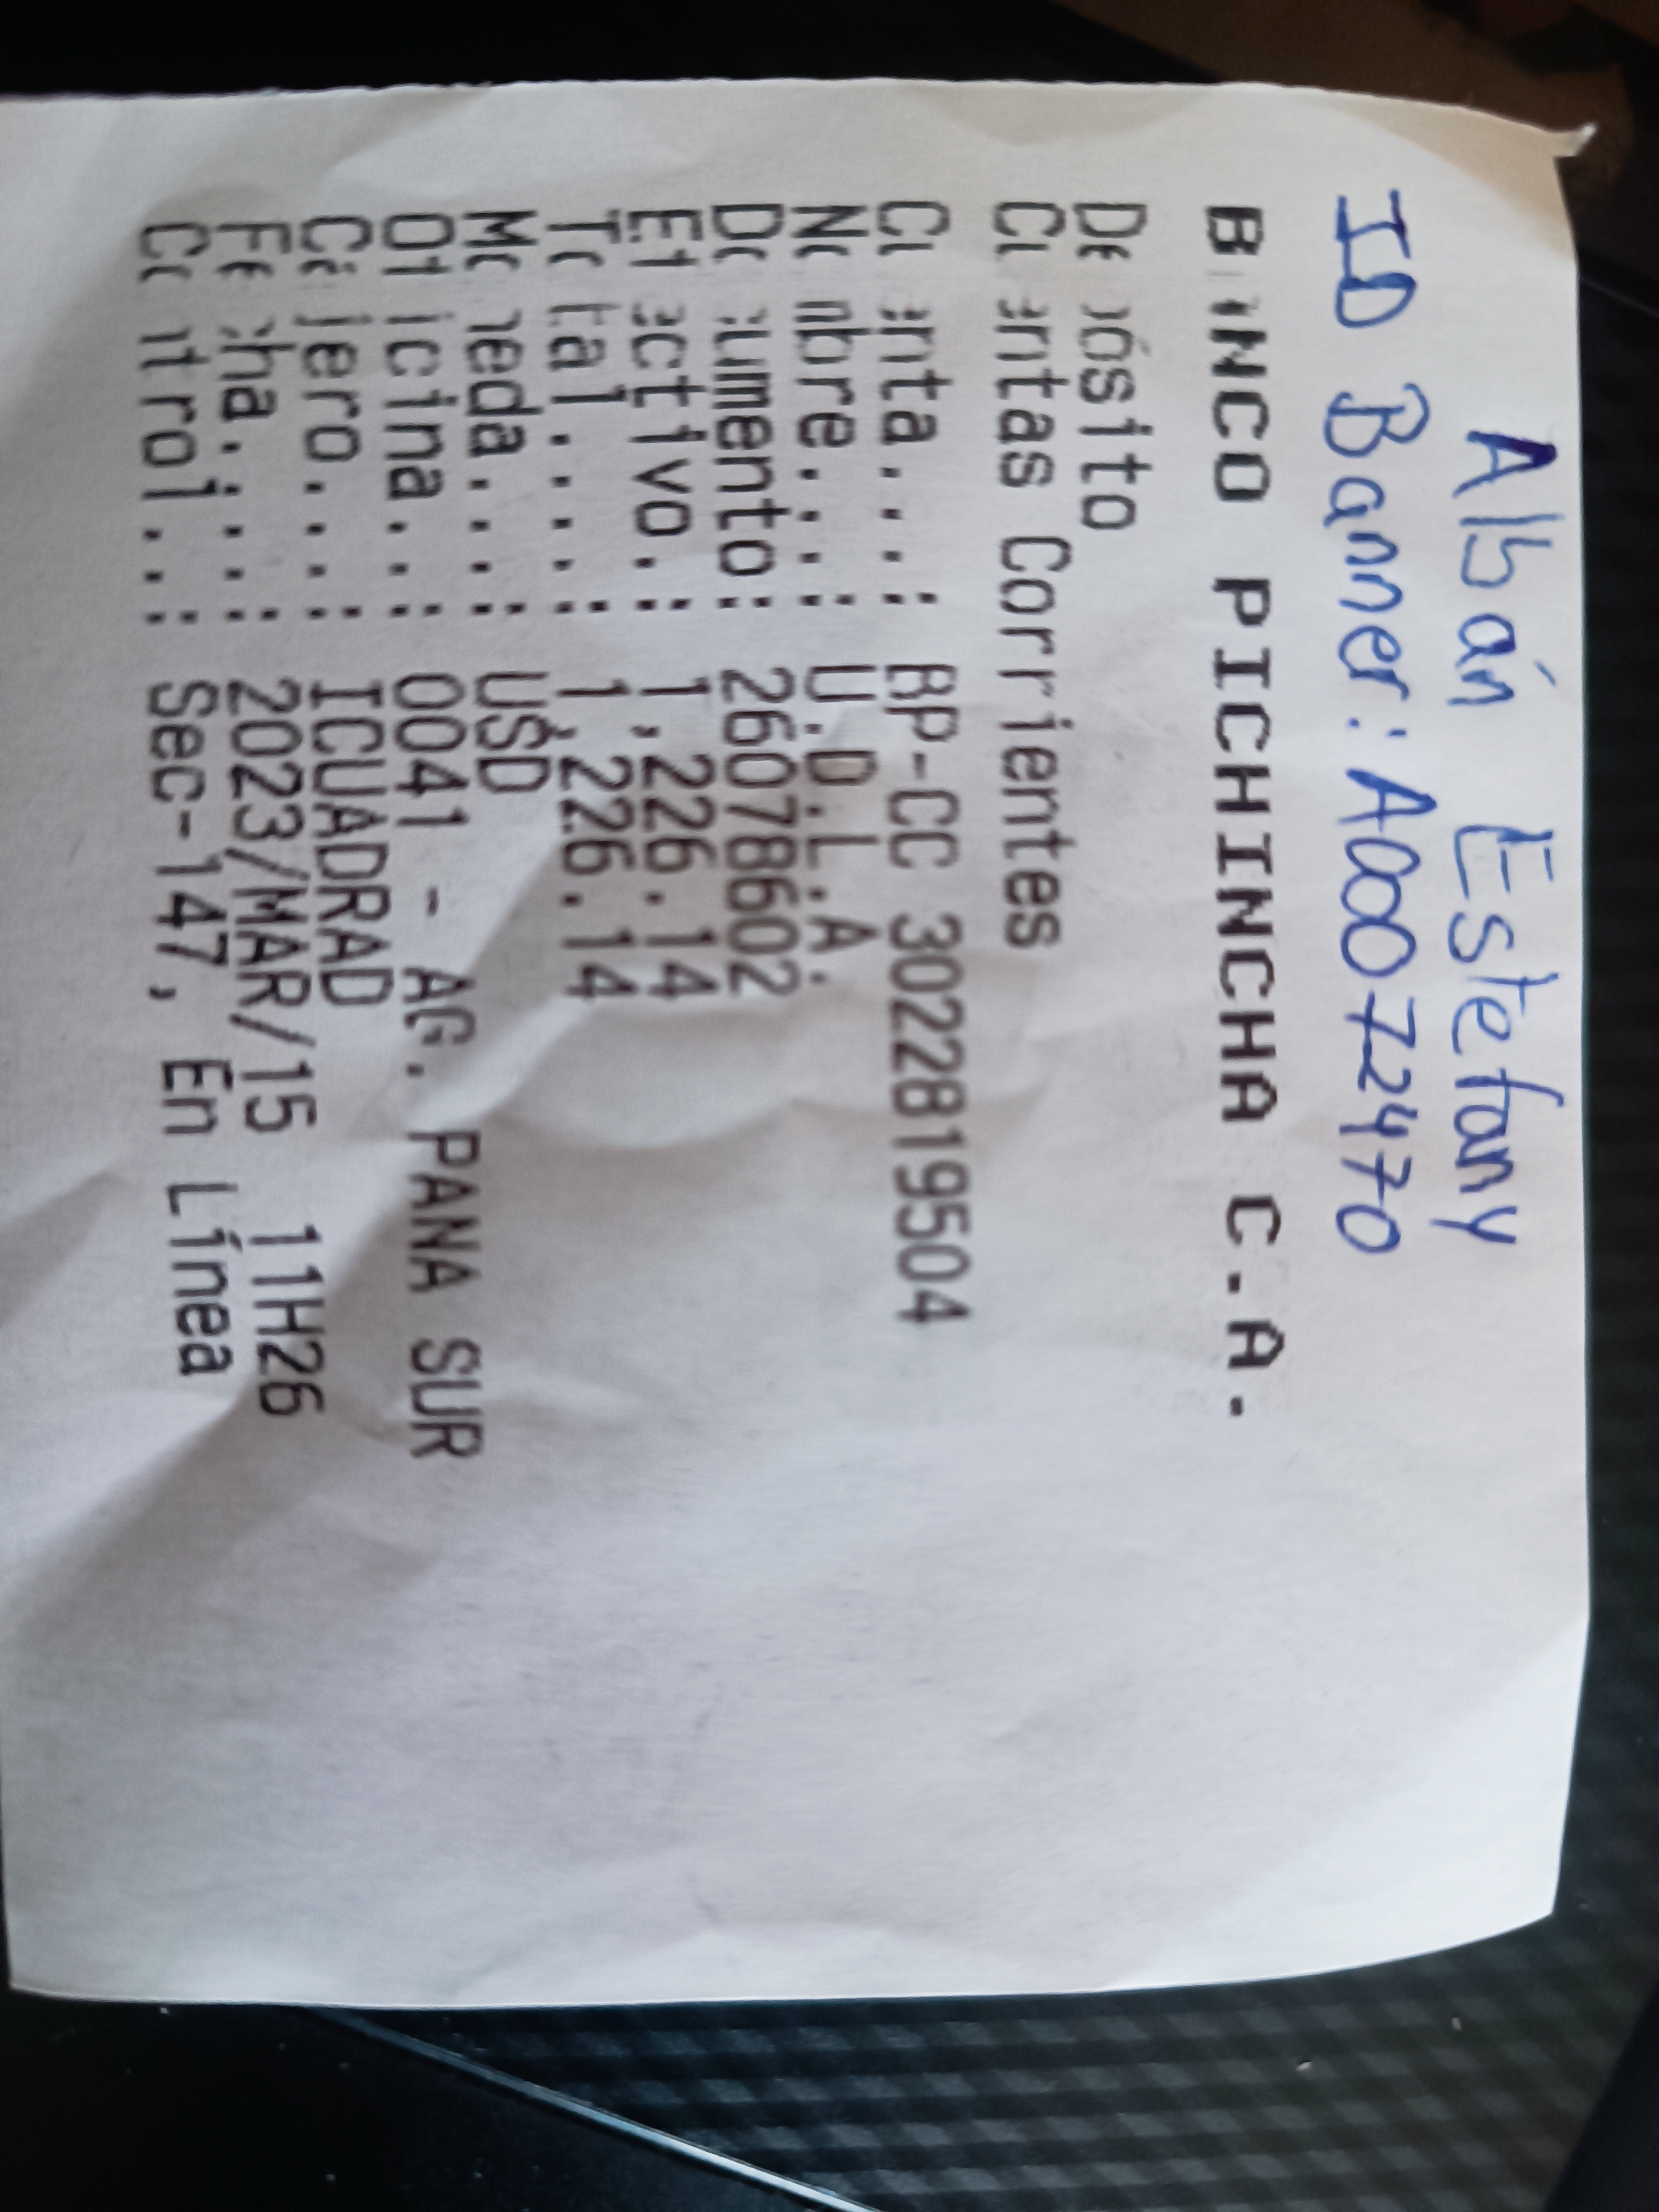 Albán Estefany
ID Banner: A00072470
BANCO PICHINCHA C.A.
Depósito
Cuentas Corrientes
Cuenta....: BP-CC 3022819504
Nombre....: U.D.L.A.
Documento: 26078602
Efectivo..: 1,226.14
Total.....: 1,226.14
Moneda....: USD
Oficina...: 0041 - AG. PANA SUR
Cajero....: ICUADRAD
Fecha.....: 2023/MAR/15 11H26
Control...: Sec-147, En Línea